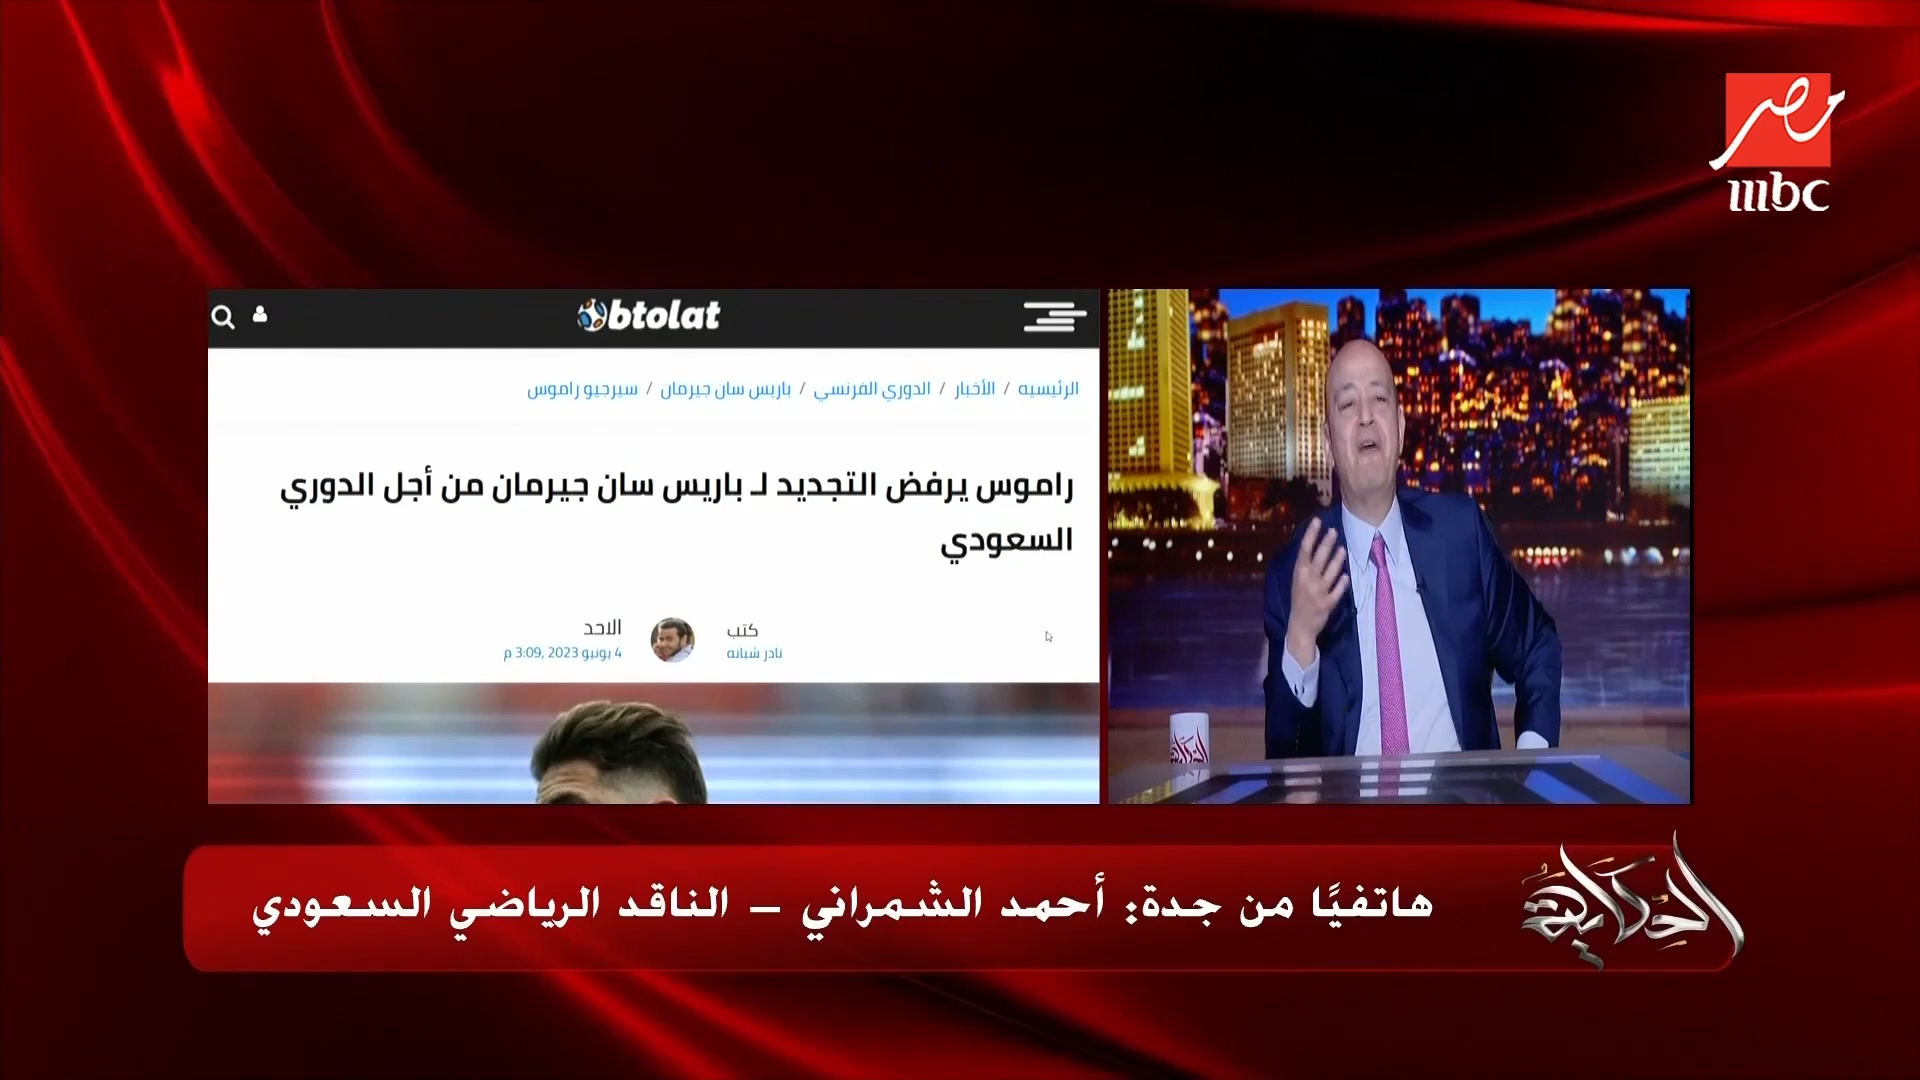 مصر
mbc
btolat
الرئيسيه / الأخبار / الدوري الفرنسي / باريس سان جيرمان / سيرجيو راموس
راموس يرفض التجديد لـ باريس سان جيرمان من أجل الدوري
السعودي
كتب
نادر شبانه
الاحد
4 يونيو 2023 ,3:09 م
الحكاية
الحكاية
هاتفيًا من جدة: أحمد الشمراني – الناقد الرياضي السعودي